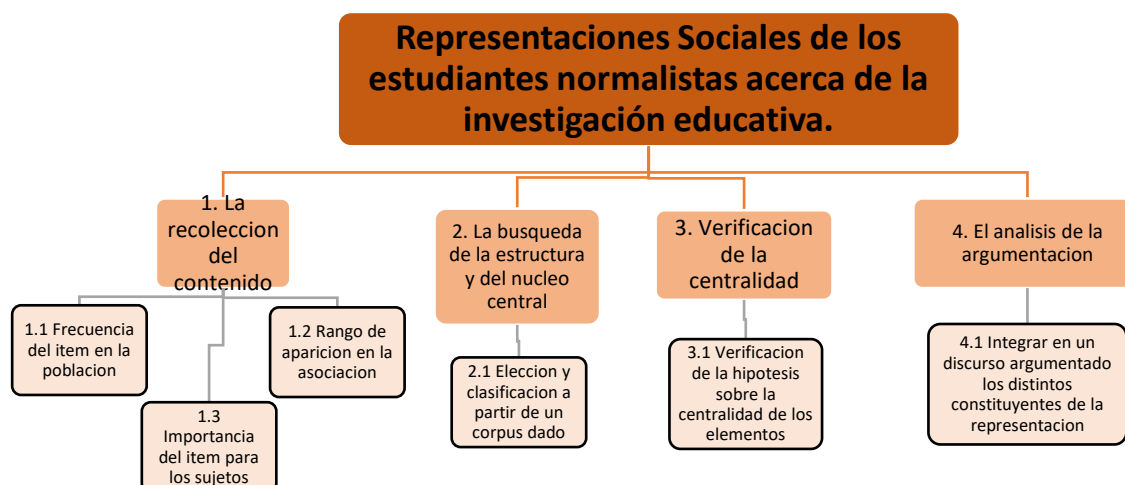 Representaciones Sociales de los
estudiantes normalistas acerca de la
investigación educativa.
1. La
recoleccion
del
contenido
1.1 Frecuencia
del item en la
poblacion
1.2 Rango de
aparicion en la
asociacion
1.3
Importancia
del item para
los sujetos
2. La busqueda
de la estructura
y del nucleo
central
2.1 Eleccion y
clasificacion a
partir de un
corpus dado
3. Verificacion
de la
centralidad
3.1 Verificacion
de la hipotesis
sobre la
centralidad de los
elementos
4. El analisis de la
argumentacion
4.1 Integrar en un
discurso argumentado
los distintos
constituyentes de la
representacion